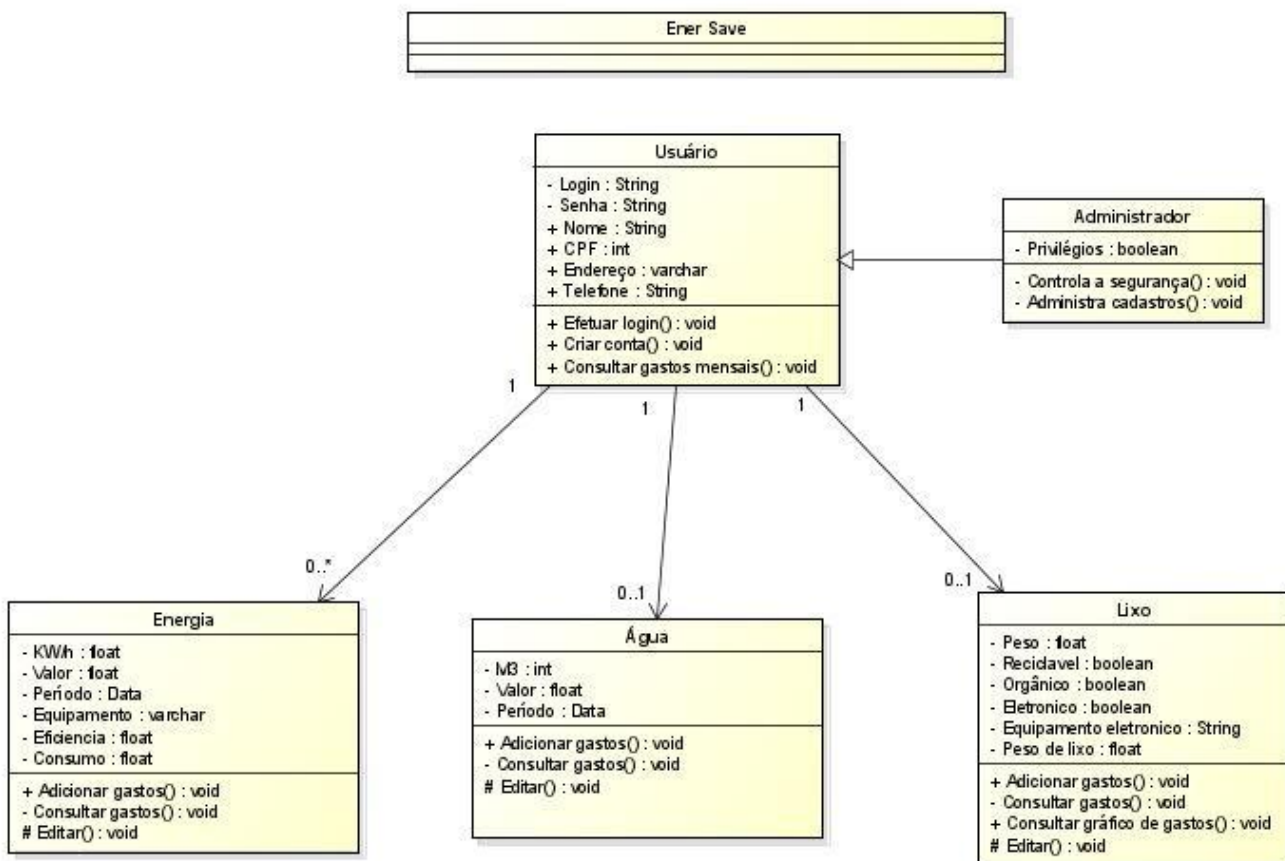 Ener Save
Usuário
- Login : String
- Senha : String
+ Nome : String
+ CPF : int
+ Endereço : varchar
+ Telefone : String
+ Efetuar login() : void
+ Criar conta() : void
+ Consultar gastos mensais() : void
Administrador
- Privilégios : boolean
- Controla a segurança() : void
- Administra cadastros() : void
1
1
1
0..*
0..1
0..1
Energia
- KW/h : float
- Valor : float
- Período : Data
- Equipamento : varchar
- Eficiencia : float
- Consumo : float
+ Adicionar gastos() : void
- Consultar gastos() : void
# Editar() : void
Água
- M3 : int
- Valor : float
- Período : Data
+ Adicionar gastos() : void
- Consultar gastos() : void
# Editar() : void
Lixo
- Peso : float
- Reciclavel : boolean
- Orgânico : boolean
- Eletronico : boolean
- Equipamento eletronico : String
- Peso de lixo : float
+ Adicionar gastos() : void
- Consultar gastos() : void
+ Consultar gráfico de gastos() : void
# Editar() : void